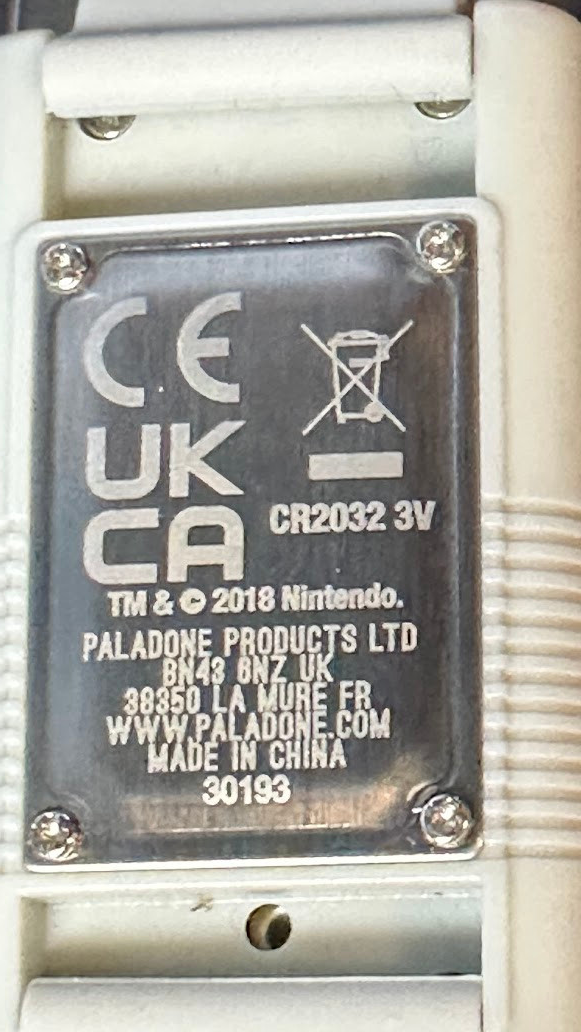 CE
UK
CA
CR2032 3V
TM & © 2018 Nintendo.
PALADONE PRODUCTS LTD
BN43 6NZ UK
38350 LA MURE FR
WWW.PALADONE.COM
MADE IN CHINA
30193